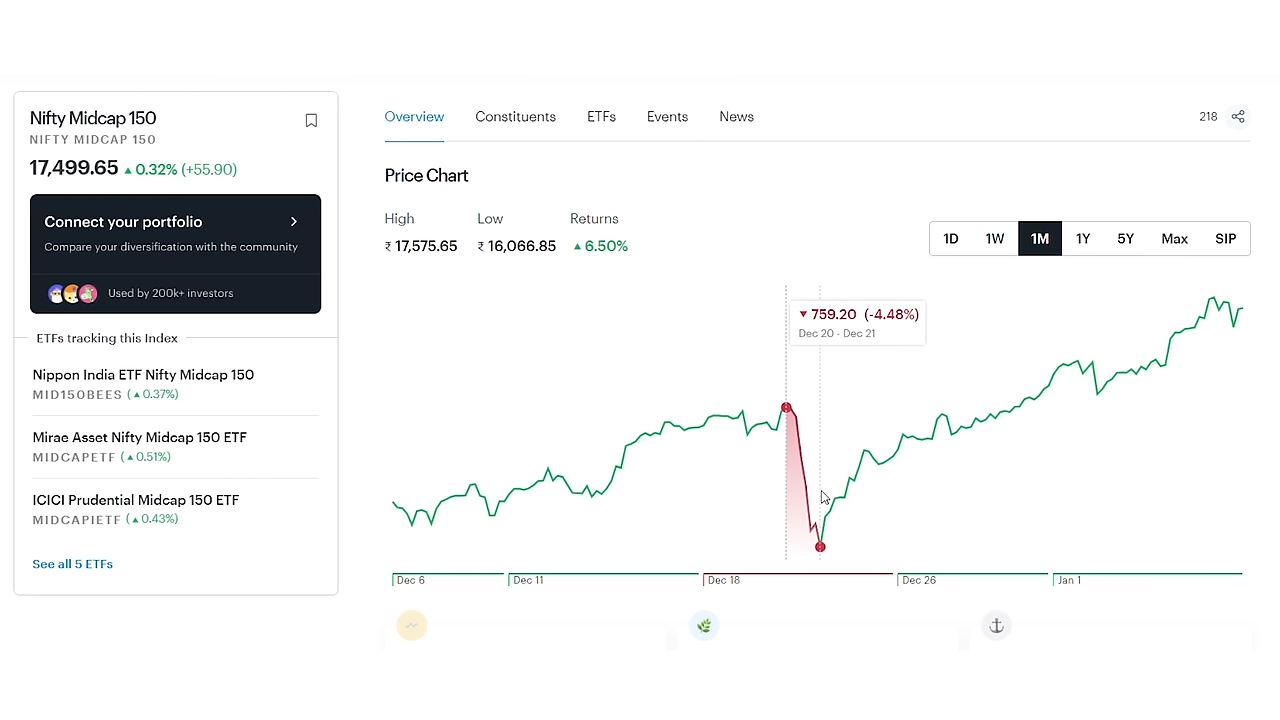 Nifty Midcap 150
NIFTY MIDCAP 150
17,499.65 ▲ 0.32% (+55.90)
Connect your portfolio
Compare your diversification with the community
Used by 200k+ investors
ETFs tracking this Index
Nippon India ETF Nifty Midcap 150
MID150BEES (▲0.37%)
Mirae Asset Nifty Midcap 150 ETF
MIDCAPETF (▲0.51%)
ICICI Prudential Midcap 150 ETF
MIDCAPIETF (▲0.43%)
See all 5 ETFs
Overview Constituents ETFs Events News 218
Price Chart
High Low Returns
₹ 17,575.65 ₹ 16,066.85 ▲ 6.50%
1D 1W 1M 1Y 5Y Max SIP
▼ 759.20 (-4.48%)
Dec 20 - Dec 21
Dec 6 Dec 11 Dec 18 Dec 26 Jan 1